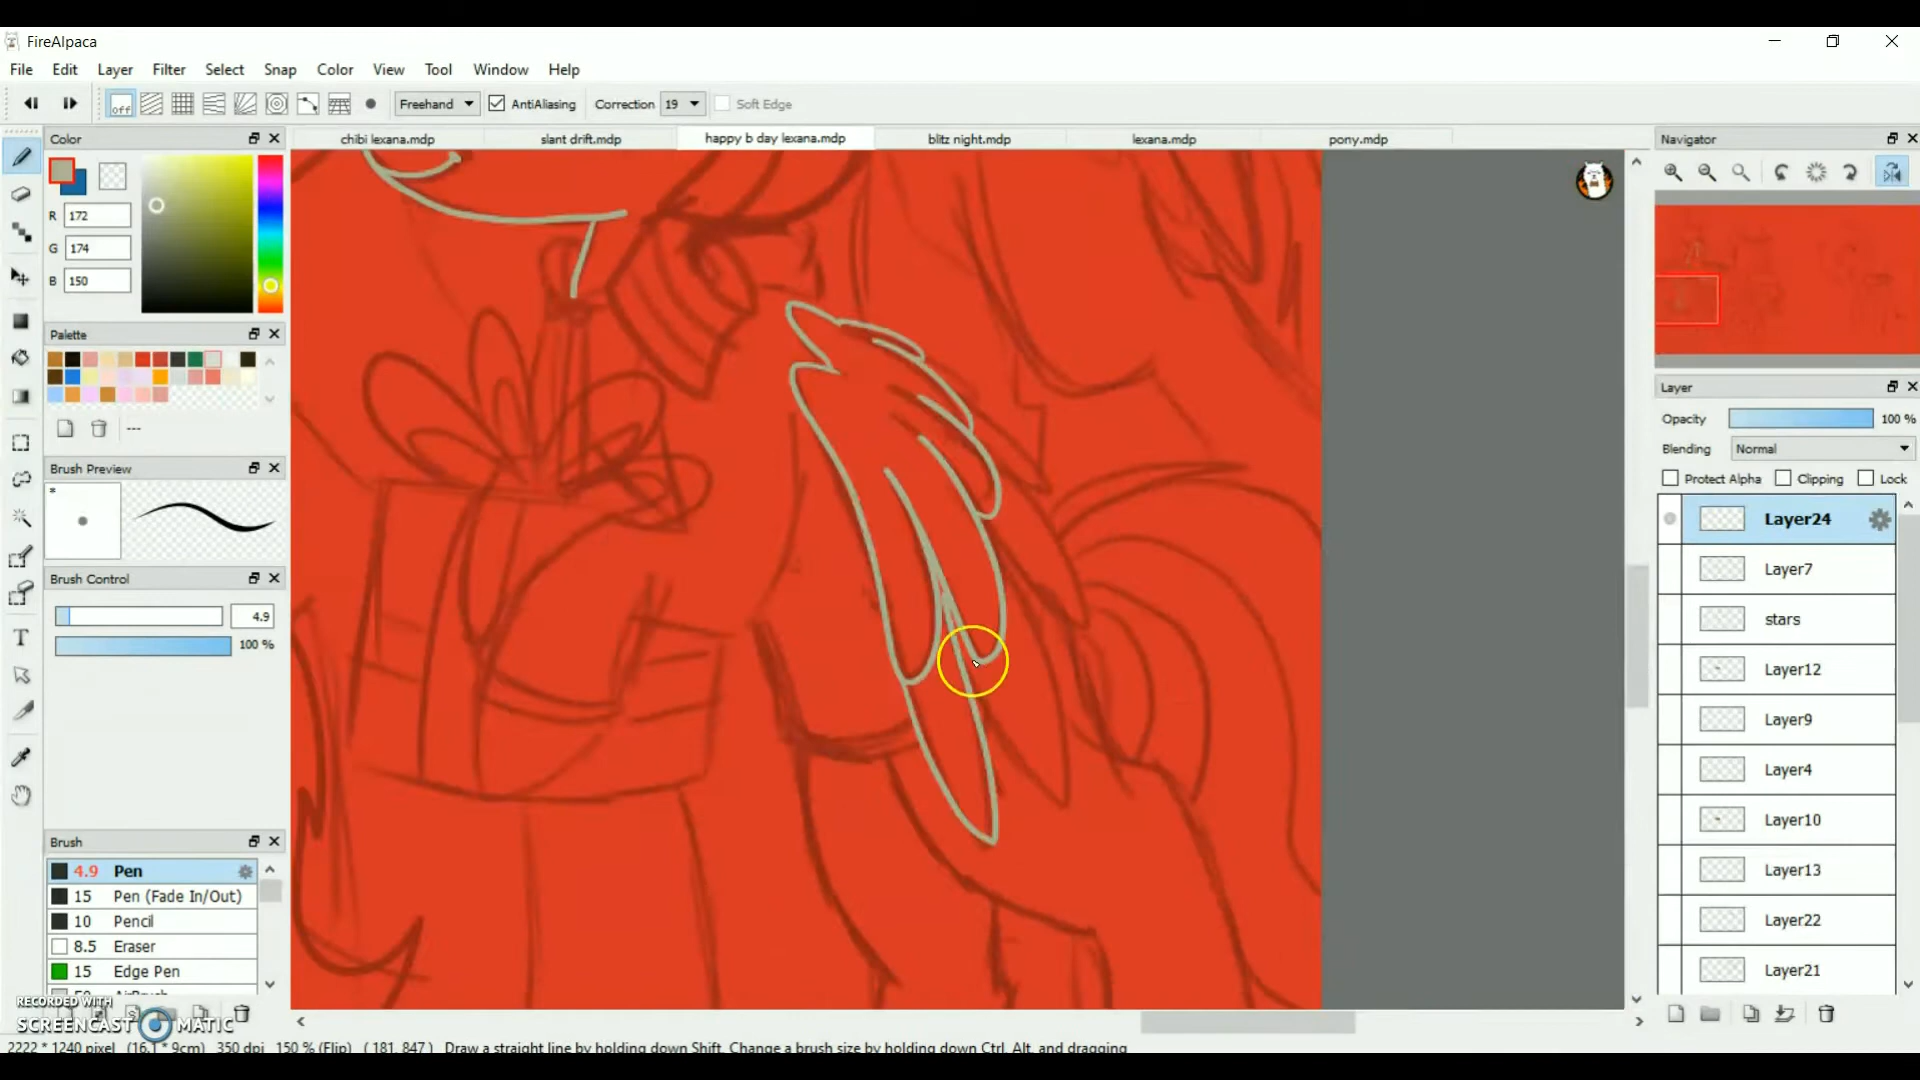 FireAlpaca
File Edit Layer Filter Select Snap Color View Tool Window Help
off Freehand AntiAliasing Correction 19 Soft Edge
Color
chibi lexana.mdp slant drift.mdp happy b day lexana.mdp blitz night.mdp lexana.mdp pony.mdp
Navigator
R 172
G 174
B 150
Palette
---
Layer
Opacity 100 %
Blending Normal
Protect Alpha Clipping Lock
Brush Preview
*
Layer24
Layer7
stars
Layer12
Layer9
Layer4
Layer10
Layer13
Layer22
Layer21
Brush Control
4.9
100 %
Brush
4.9 Pen
15 Pen (Fade In/Out)
10 Pencil
8.5 Eraser
15 Edge Pen
50 AirBrush
RECORDED WITH
SCREENCAST MATIC
2222 * 1240 pixel (16.1 * 9cm) 350 dpi 150 % (Flip) ( 181, 847 ) Draw a straight line by holding down Shift, Change a brush size by holding down Ctrl, Alt, and dragging